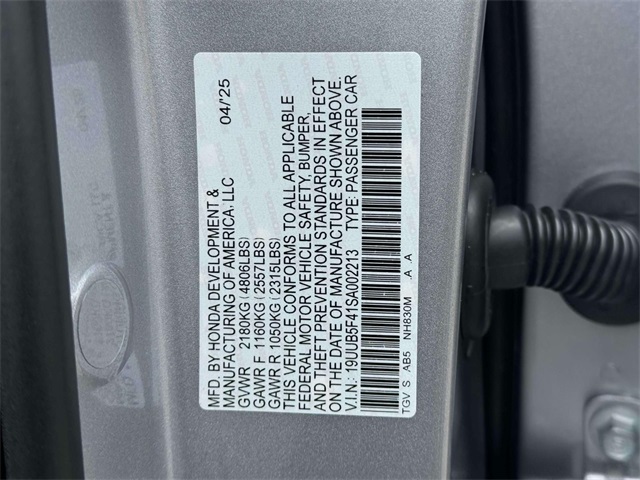 MFD. BY HONDA DEVELOPMENT & 04/25
MANUFACTURING OF AMERICA, LLC
GVWR 2180KG (4806LBS)
GAWR F 1160KG (2557LBS)
GAWR R 1050KG (2315LBS)
THIS VEHICLE CONFORMS TO ALL APPLICABLE
FEDERAL MOTOR VEHICLE SAFETY, BUMPER,
AND THEFT PREVENTION STANDARDS IN EFFECT
ON THE DATE OF MANUFACTURE SHOWN ABOVE.
V.I.N.: 19UUB5F41SA002213 TYPE: PASSENGER CAR
TGV S AB5 NH830M .A .A